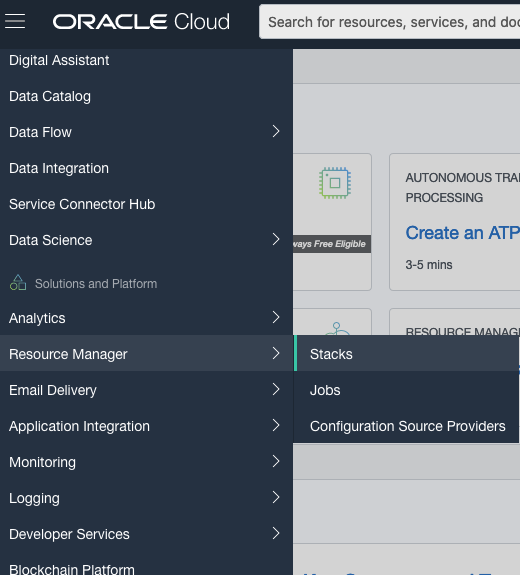 ORACLE Cloud
Search for resources, services, and doc
Digital Assistant
Data Catalog
Data Flow
Data Integration
Service Connector Hub
Data Science
Solutions and Platform
Analytics
Resource Manager
Email Delivery
Application Integration
Monitoring
Logging
Developer Services
Blockchain Platform
Stacks
Jobs
Configuration Source Providers
ways Free Eligible
AUTONOMOUS TRA
PROCESSING
Create an ATP
3-5 mins
RESOURCE MANAG